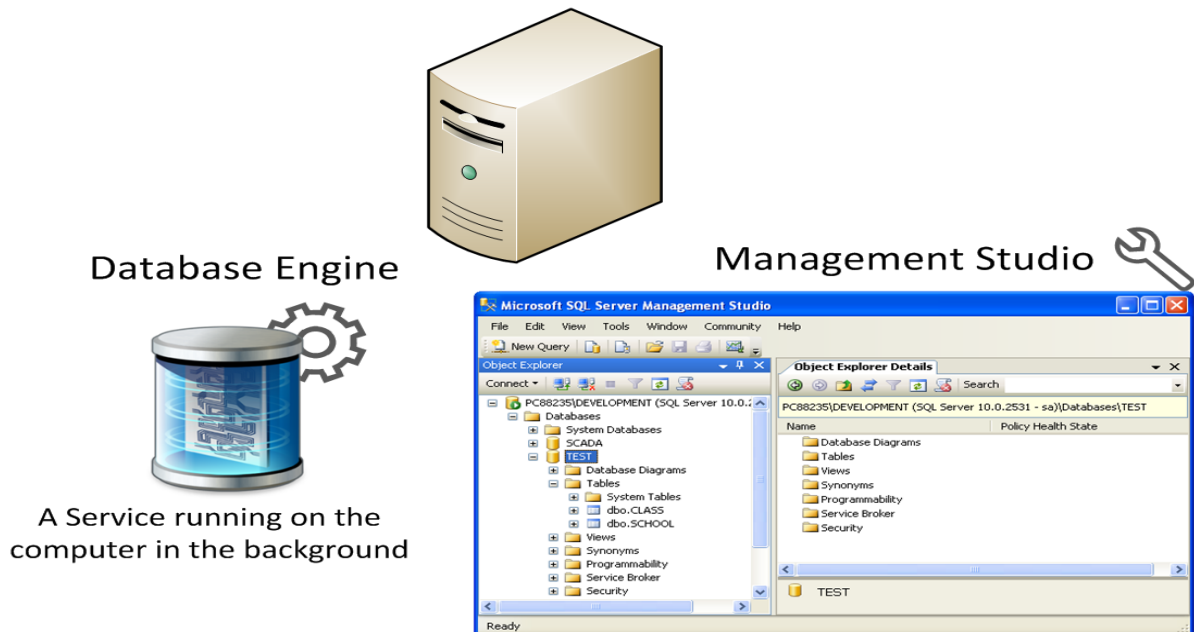 Database Engine
Management Studio
A Service running on the
computer in the background
Microsoft SQL Server Management Studio
File Edit View Tools Window Community Help
New Query
Object Explorer
Connect
PC88235\DEVELOPMENT (SQL Server 10.0.2
Databases
System Databases
SCADA
TEST
Database Diagrams
Tables
System Tables
dbo.CLASS
dbo.SCHOOL
Views
Synonyms
Programmability
Service Broker
Security
Object Explorer Details
Search
PC88235\DEVELOPMENT (SQL Server 10.0.2531 - sa)\Databases\TEST
Name Policy Health State
Database Diagrams
Tables
Views
Synonyms
Programmability
Service Broker
Security
TEST
Ready